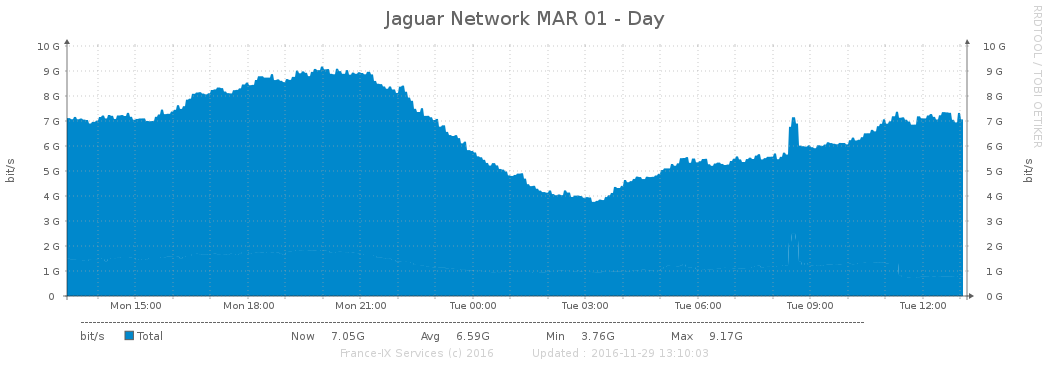 Jaguar Network MAR 01 - Day
RRDTOOL / TOBI OETIKER
bit/s
10 G
9 G
8 G
7 G
6 G
5 G
4 G
3 G
2 G
1 G
0
10 G
9 G
8 G
7 G
6 G
5 G
4 G
3 G
2 G
1 G
0 G
bit/s
Mon 15:00 Mon 18:00 Mon 21:00 Tue 00:00 Tue 03:00 Tue 06:00 Tue 09:00 Tue 12:00
bit/s Total Now 7.05G Avg 6.59G Min 3.76G Max 9.17G
France-IX Services (c) 2016 Updated : 2016-11-29 13:10:03